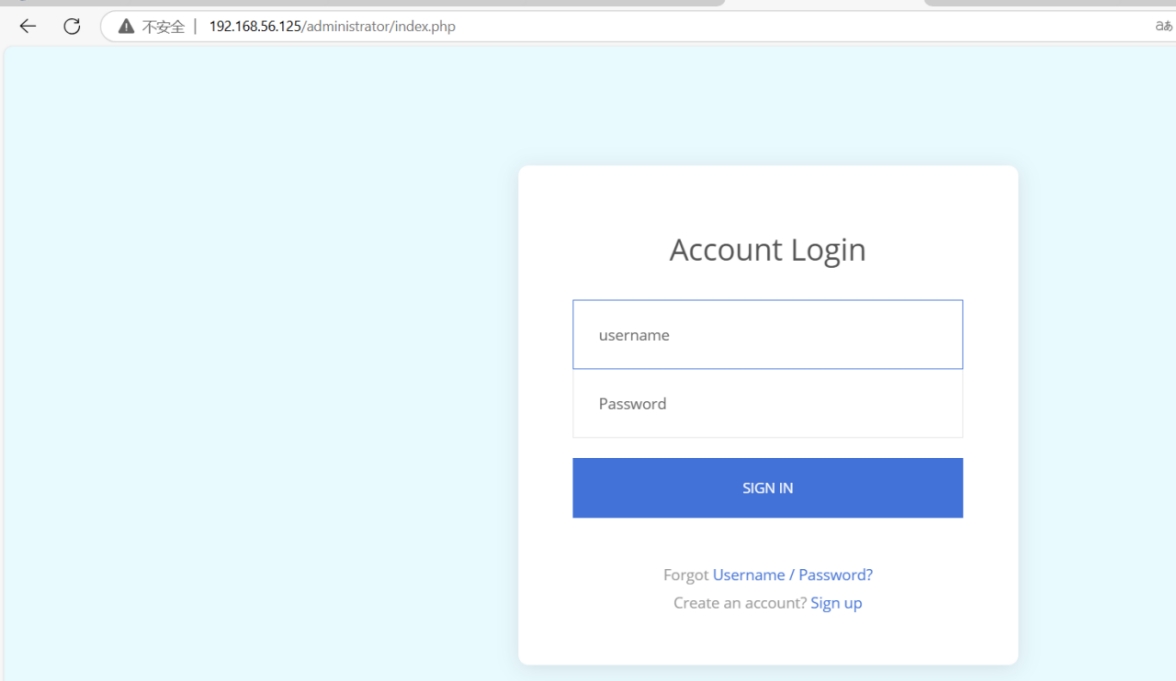 不安全 | 192.168.56.125/administrator/index.php aあ
Account Login
username
Password
SIGN IN
Forgot Username / Password?
Create an account? Sign up